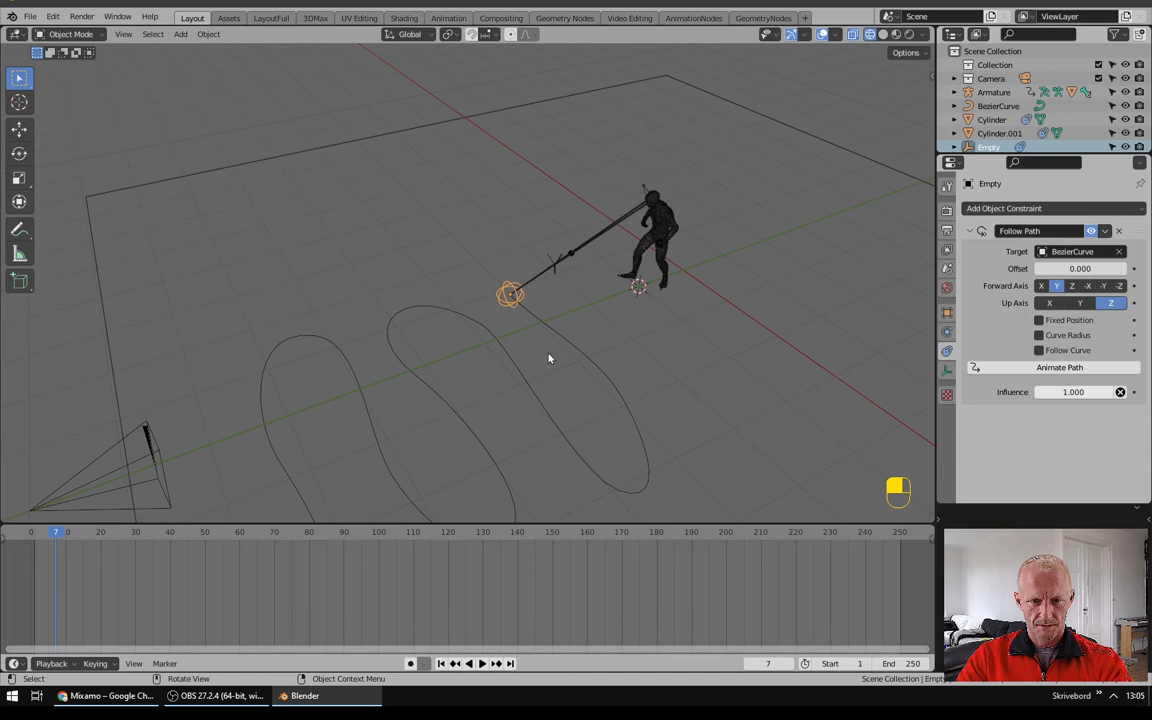 File Edit Render Window Help Layout Assets LayoutFull 3DMax UV Editing Shading Animation Compositing Geometry Nodes Video Editing AnimationNodes GeometryNodes + Scene ViewLayer
Object Mode View Select Add Object Global
Options
Scene Collection
Collection
Camera
Armature
BezierCurve
Cylinder
Cylinder.001
Empty
Empty
Add Object Constraint
Follow Path
Target BezierCurve
Offset 0.000
Forward Axis X Y Z -X -Y -Z
Up Axis X Y Z
Fixed Position
Curve Radius
Follow Curve
Animate Path
Influence 1.000
0 7 20 30 40 50 60 70 80 90 100 110 120 130 140 150 160 170 180 190 200 210 220 230 240 250
Playback Keying View Marker 7 Start 1 End 250
Select Rotate View Object Context Menu Scene Collection | Empt
Mixamo – Google Ch... OBS 27.2.4 (64-bit, wi... Blender Skrivebord 13:05